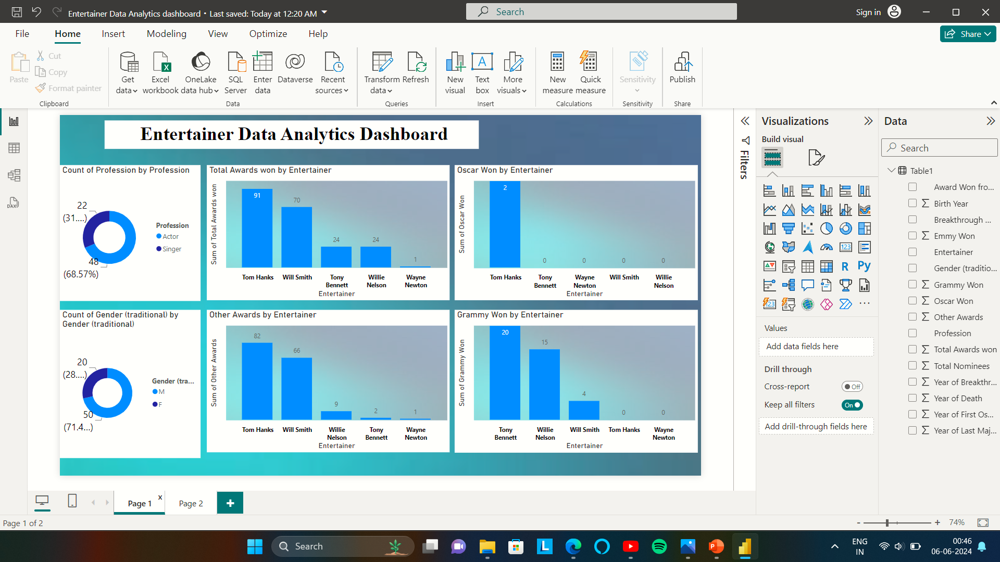 Entertainer Data Analytics dashboard • Last saved: Today at 12:20 AM
Search
Sign in
File Home Insert Modeling View Optimize Help
Share
Paste
Cut
Copy
Format painter
Clipboard
Get data
Excel workbook
OneLake data hub
SQL Server
Enter data
Dataverse
Recent sources
Data
Transform data
Refresh
Queries
New visual
Text box
More visuals
Insert
New measure
Quick measure
Calculations
Sensitivity
Sensitivity
Publish
Share
DAX
Entertainer Data Analytics Dashboard
Count of Profession by Profession
22
(31....)
48
(68.57%)
Profession
Actor
Singer
Total Awards won by Entertainer
Sum of Total Awards won
91
70
24
24
1
Tom Hanks
Will Smith
Tony Bennett
Willie Nelson
Wayne Newton
Entertainer
Oscar Won by Entertainer
Sum of Oscar Won
2
0
0
0
0
Tom Hanks
Tony Bennett
Wayne Newton
Will Smith
Willie Nelson
Entertainer
Count of Gender (traditional) by
Gender (traditional)
20
(28....)
50
(71.4...)
Gender (tra...
M
F
Other Awards by Entertainer
Sum of Other Awards
82
66
9
2
1
Tom Hanks
Will Smith
Willie Nelson
Tony Bennett
Wayne Newton
Entertainer
Grammy Won by Entertainer
Sum of Grammy Won
20
15
4
0
0
Tony Bennett
Willie Nelson
Will Smith
Tom Hanks
Wayne Newton
Entertainer
Filters
Visualizations
Build visual
123
R
Py
123
Values
Add data fields here
Drill through
Cross-report
Off
Keep all filters
On
Add drill-through fields here
Data
Search
Table1
Award Won fro...
Birth Year
Breakthrough ...
Emmy Won
Entertainer
Gender (traditio...
Grammy Won
Oscar Won
Other Awards
Profession
Total Awards won
Total Nominees
Year of Breakthr...
Year of Death
Year of First Os...
Year of Last Maj...
Page 1
x
Page 2
+
Page 1 of 2
- + 74%
Search
L
P
ENG
IN
00:46
06-06-2024